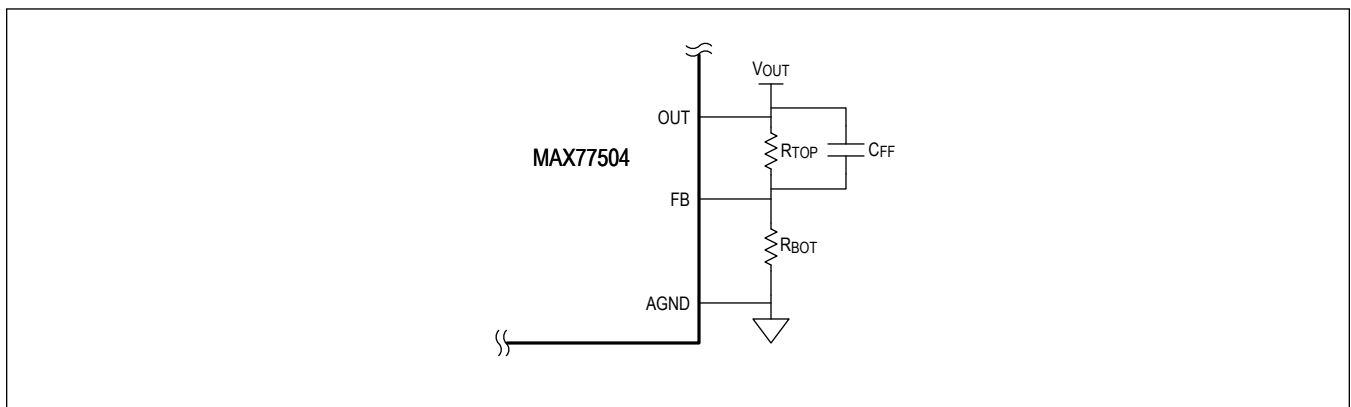 VOUT
OUT
MAX77504
RTOP
CFF
FB
RBOT
AGND